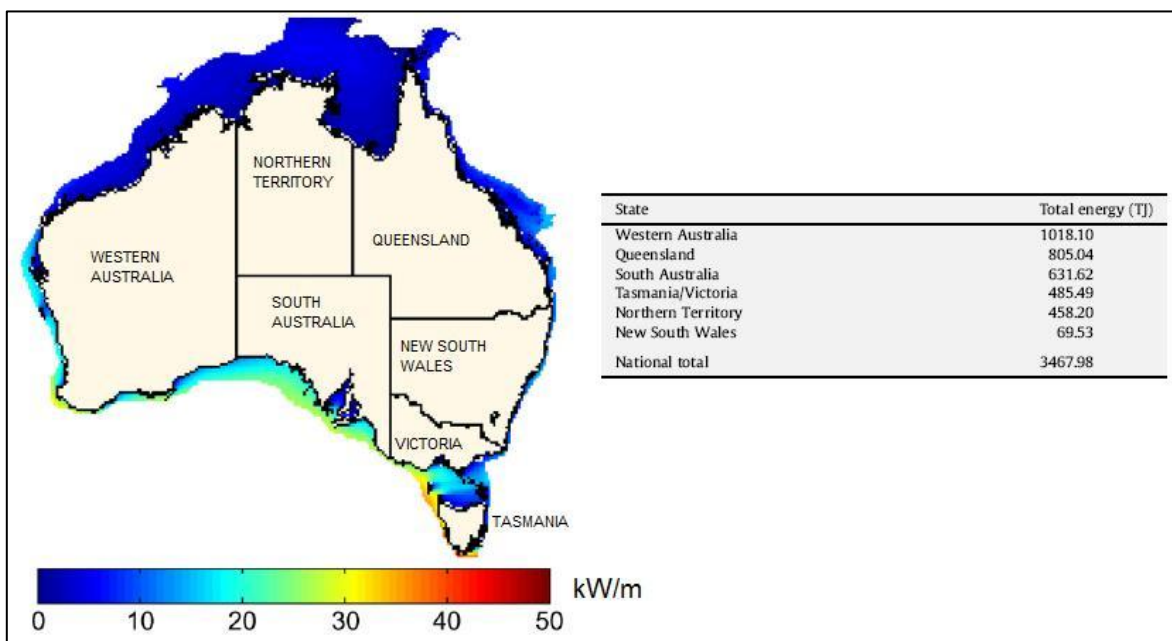 NORTHERN
TERRITORY
QUEENSLAND
WESTERN
AUSTRALIA
SOUTH
AUSTRALIA
NEW SOUTH
WALES
VICTORIA
TASMANIA
0 10 20 30 40 50 kW/m
State Total energy (TJ)
Western Australia 1018.10
Queensland 805.04
South Australia 631.62
Tasmania/Victoria 485.49
Northern Territory 458.20
New South Wales 69.53
National total 3467.98